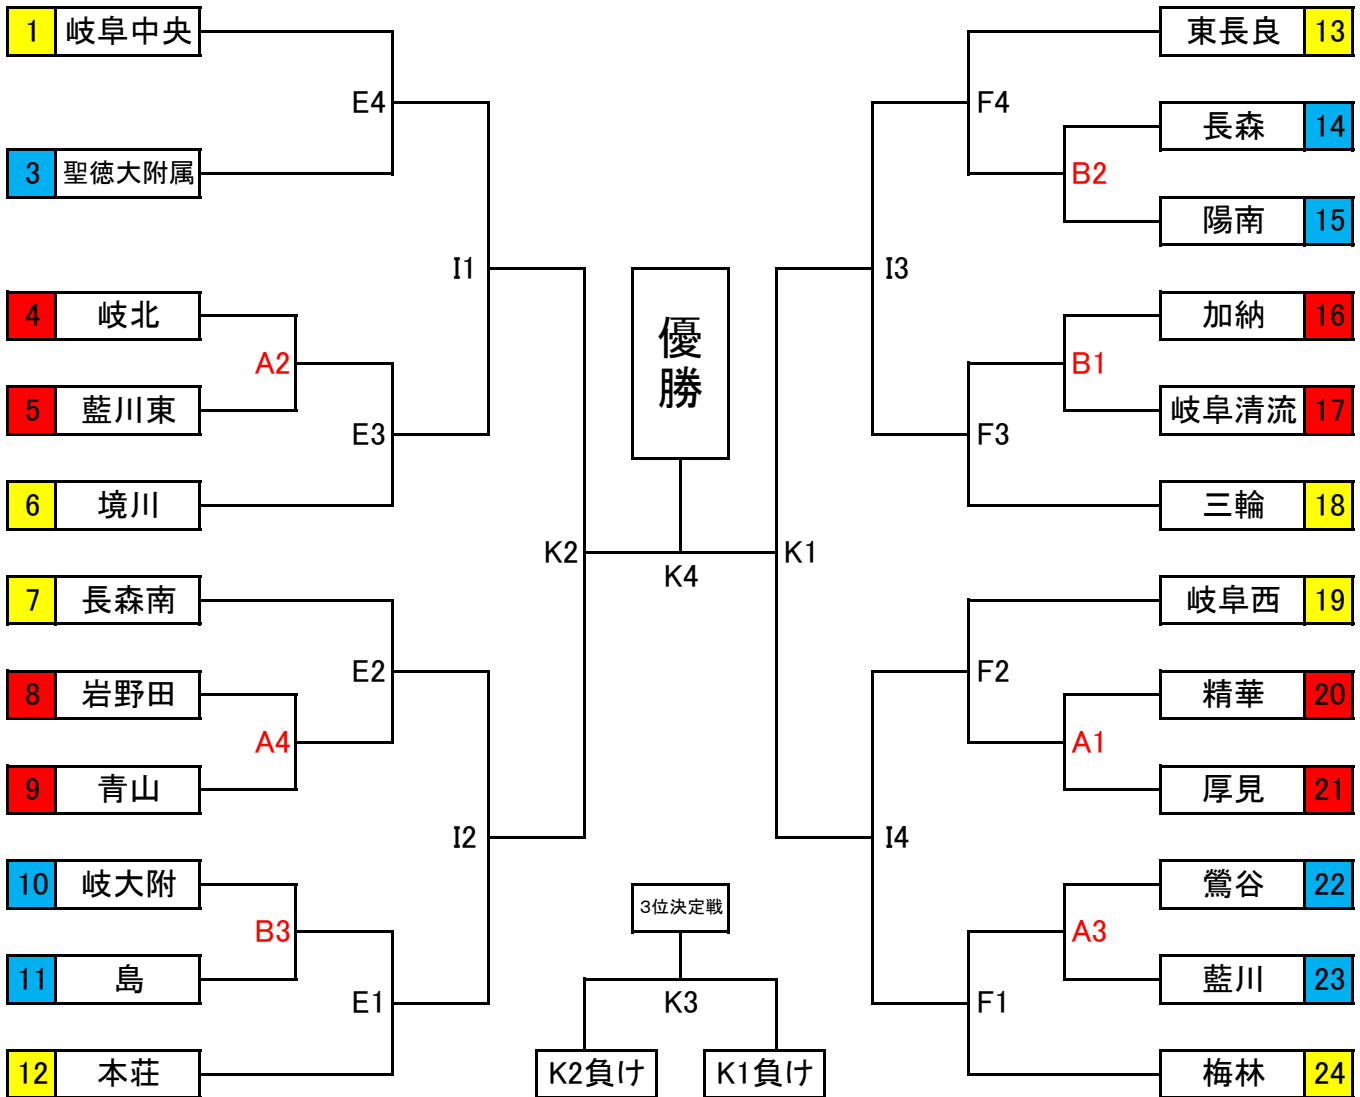 1 岐阜中央
E4
3 聖徳大附属
I1
4 岐北
A2
5 藍川東
E3
6 境川
K2
7 長森南
E2
8 岩野田
A4
9 青山
I2
10 岐大附
B3
11 島
E1
12 本荘
優勝
K4
3位決定戦
K3
K2負け
K1負け
東長良 13
F4
長森 14
B2
陽南 15
I3
加納 16
B1
岐阜清流 17
F3
三輪 18
K1
岐阜西 19
F2
精華 20
A1
厚見 21
I4
鶯谷 22
A3
藍川 23
F1
梅林 24